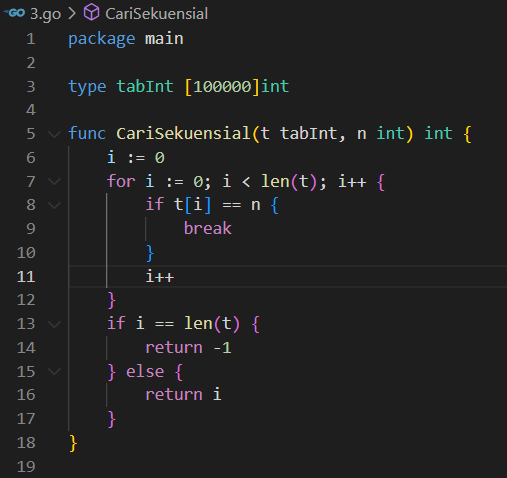 GO 3.go > CariSekuensial
1 package main
2
3 type tabInt [100000]int
4
5 func CariSekuensial(t tabInt, n int) int {
6     i := 0
7     for i := 0; i < len(t); i++ {
8         if t[i] == n {
9             break
10         }
11         i++
12     }
13     if i == len(t) {
14         return -1
15     } else {
16         return i
17     }
18 }
19